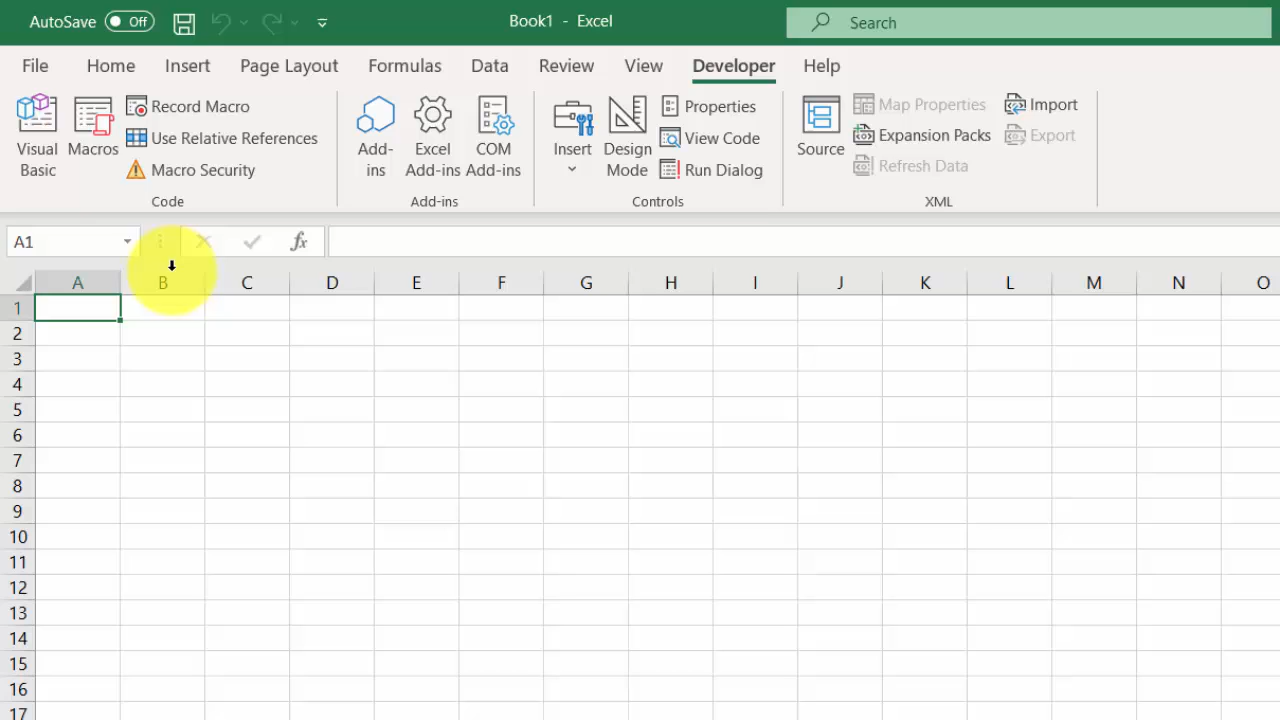 AutoSave Off
Book1 - Excel
Search
File Home Insert Page Layout Formulas Data Review View Developer Help
Visual Basic
Macros
Record Macro
Use Relative References
Macro Security
Code
Add-ins
Excel Add-ins
COM Add-ins
Add-ins
Insert
Design Mode
Properties
View Code
Run Dialog
Controls
Source
Map Properties
Expansion Packs
Refresh Data
Import
Export
XML
A1
fx
A B C D E F G H I J K L M N O
1
2
3
4
5
6
7
8
9
10
11
12
13
14
15
16
17